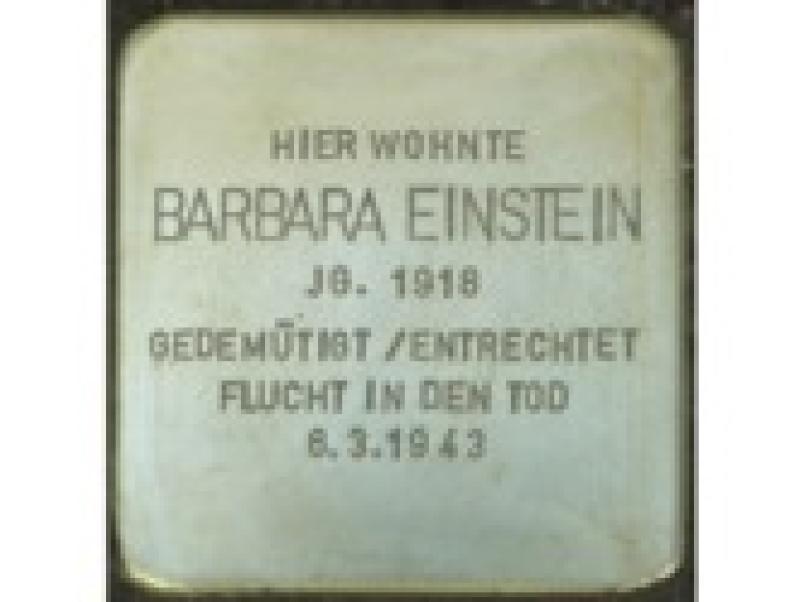 HIER WOHNTE
BARBARA EINSTEIN
JG. 1918
GEDEMÜTIGT / ENTRECHTET
FLUCHT IN DEN TOD
6.3.1943